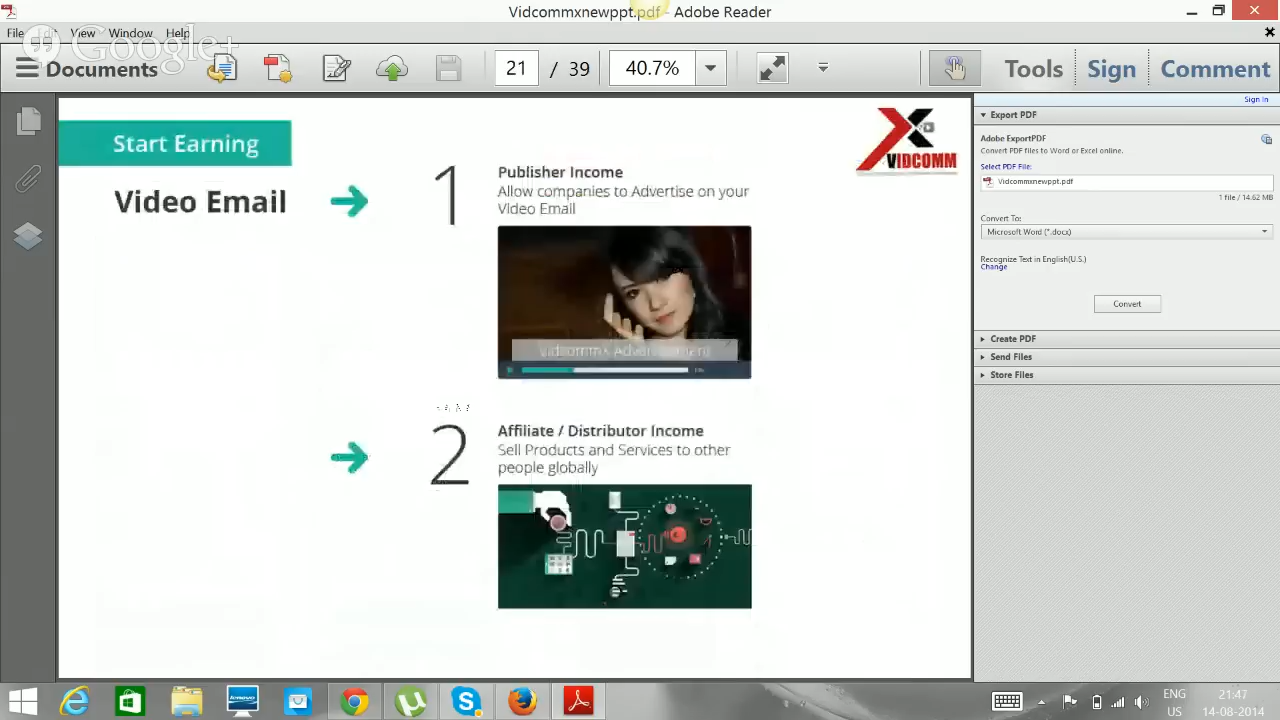 Vidcommxnewppt.pdf - Adobe Reader
File
View
Window
Help
Google+
Documents
21 / 39
40.7%
Tools
Sign
Comment
Start Earning
Video Email
1
Publisher Income
Allow companies to Advertise on your
Video Email
Vidcommx Advertisement
2
Affiliate / Distributor Income
Sell Products and Services to other
people globally
VIDCOMM
Sign In
Export PDF
Adobe ExportPDF
Convert PDF files to Word or Excel online.
Select PDF File:
Vidcommxnewppt.pdf
1 file / 14.62 MB
Convert To:
Microsoft Word (*.docx)
Recognize Text in English(U.S.)
Change
Convert
Create PDF
Send Files
Store Files
lenovo
ENG
US
21:47
14-08-2014